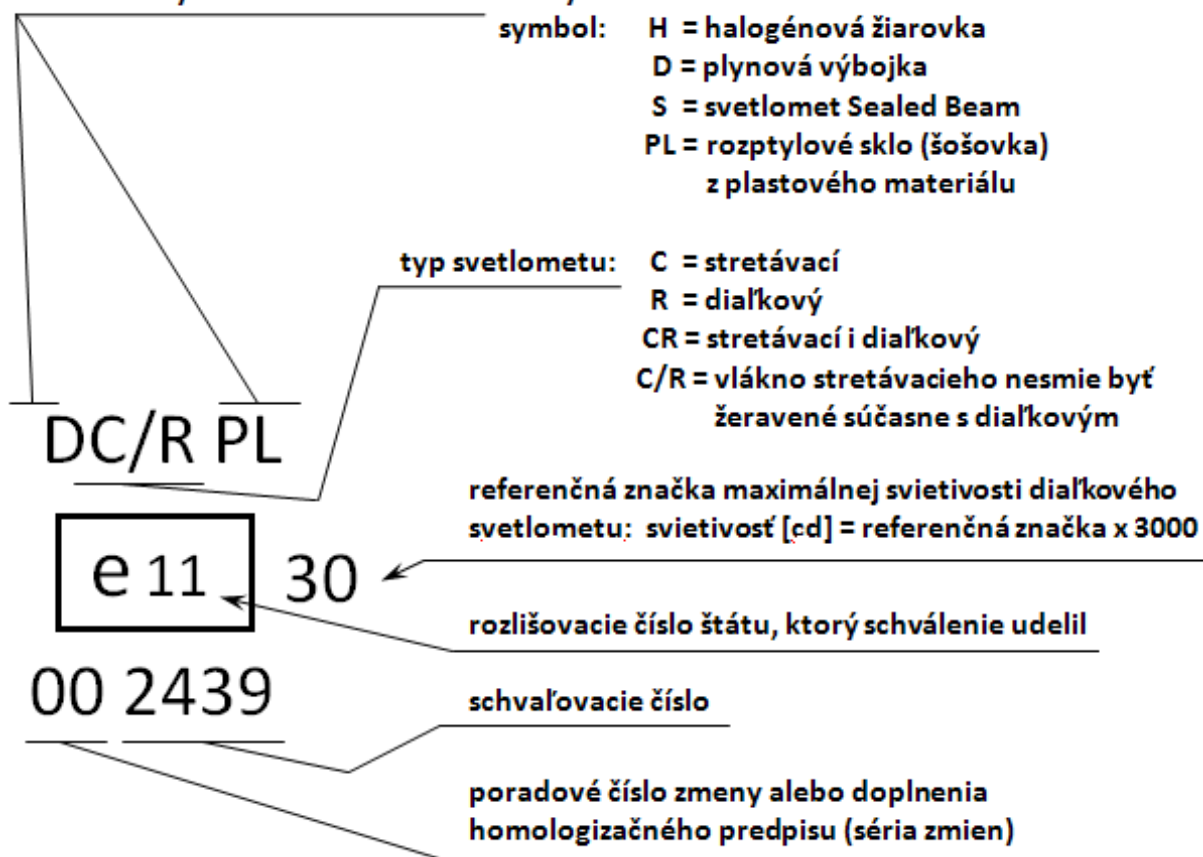 symbol: H = halogénová žiarovka
D = plynová výbojka
S = svetlomet Sealed Beam
PL = rozptylové sklo (šošovka)
z plastového materiálu
typ svetlometu: C = stretávací
R = diaľkový
CR = stretávací i diaľkový
C/R = vlákno stretávacieho nesmie byť
žeravené súčasne s diaľkovým
DC/R PL
referenčná značka maximálnej svietivosti diaľkového
svetlometu: svietivosť [cd] = referenčná značka x 3000
e 11 30
rozlišovacie číslo štátu, ktorý schválenie udelil
00 2439
schvaľovacie číslo
poradové číslo zmeny alebo doplnenia
homologizačného predpisu (séria zmien)